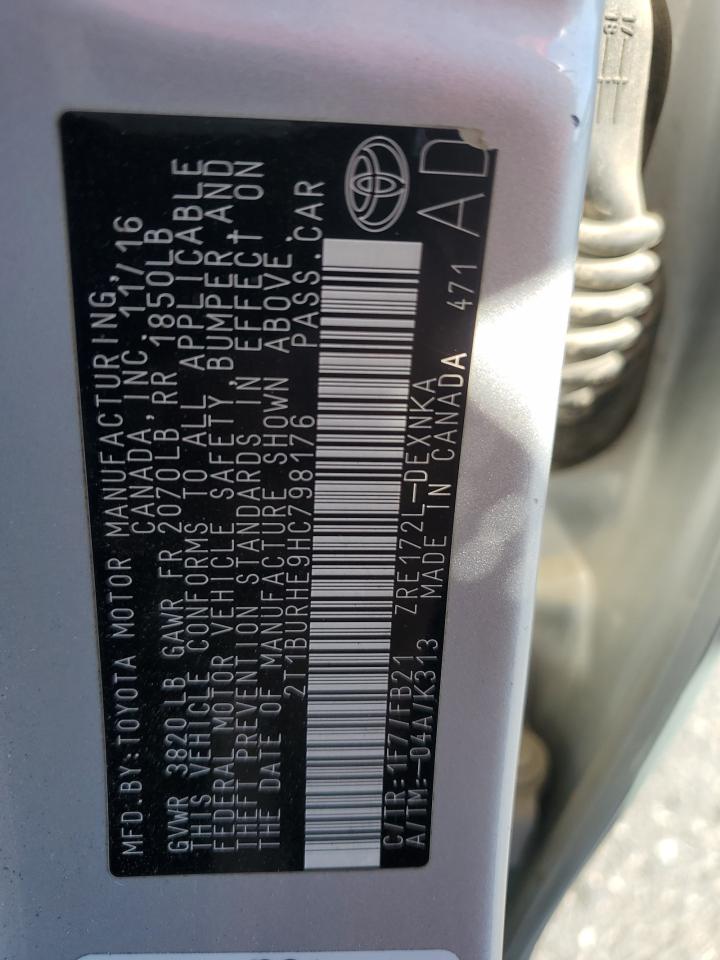 MFD.BY:TOYOTA MOTOR MANUFACTURING,
CANADA, INC. 11/16
GVWR 3820 LB GAWR FR 2070LB RR 1850LB
THIS VEHICLE CONFORMS TO ALL APPLICABLE
FEDERAL MOTOR VEHICLE SAFETY, BUMPER, AND
THEFT PREVENTION STANDARDS IN EFFECT ON
THE DATE OF MANUFACTURE SHOWN ABOVE.
2T1BURHE9HC798176 PASS.CAR
C/TR:1F7/FB21 ZRE172L-DEXNKA
A/TM:-04A/K313 MADE IN CANADA 471 AD